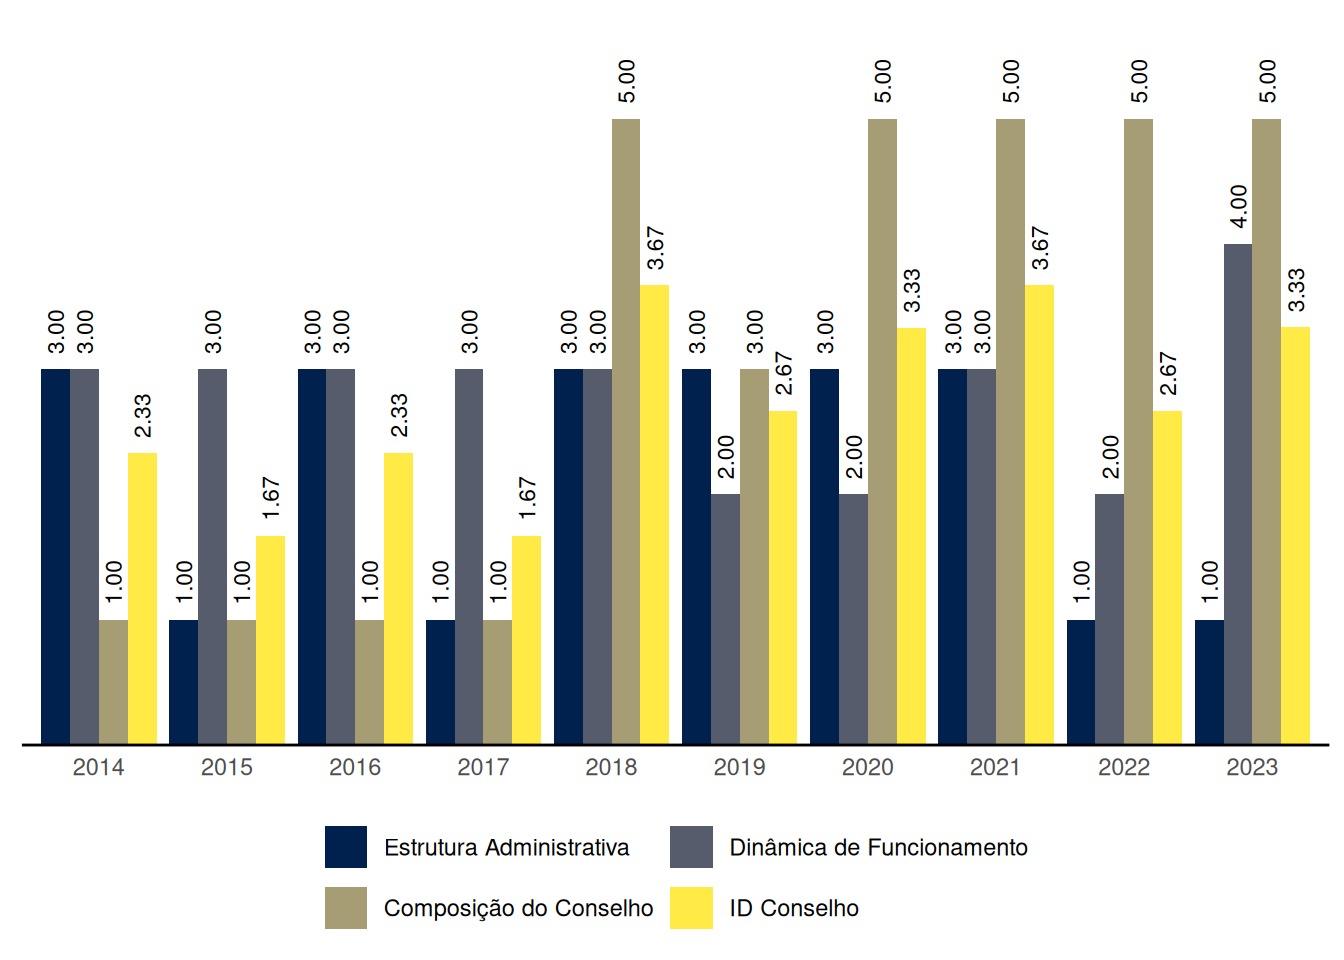 5.00 5.00 5.00 5.00 5.00
4.00
3.67 3.67
3.33 3.33
3.00 3.00 3.00 3.00 3.00 3.00 3.00 3.00 3.00 3.00 3.00 3.00 3.00
2.67 2.67
2.33 2.33
2.00 2.00 2.00
1.67 1.67
1.00 1.00 1.00 1.00 1.00 1.00 1.00 1.00
2014 2015 2016 2017 2018 2019 2020 2021 2022 2023
Estrutura Administrativa Dinâmica de Funcionamento
Composição do Conselho ID Conselho